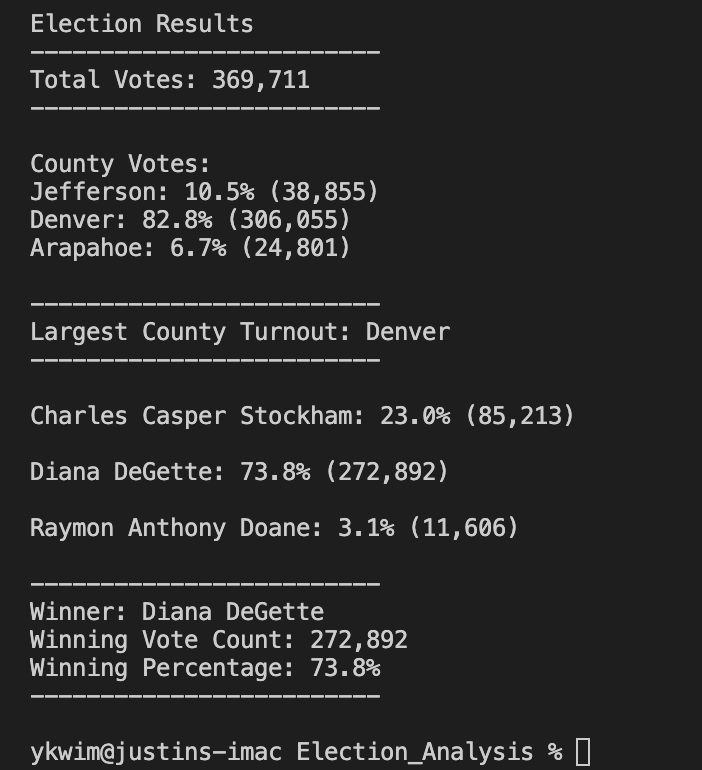 Election Results
-------------------------
Total Votes: 369,711
-------------------------
County Votes:
Jefferson: 10.5% (38,855)
Denver: 82.8% (306,055)
Arapahoe: 6.7% (24,801)
-------------------------
Largest County Turnout: Denver
-------------------------
Charles Casper Stockham: 23.0% (85,213)
Diana DeGette: 73.8% (272,892)
Raymon Anthony Doane: 3.1% (11,606)
-------------------------
Winner: Diana DeGette
Winning Vote Count: 272,892
Winning Percentage: 73.8%
-------------------------
ykwim@justins-imac Election_Analysis %